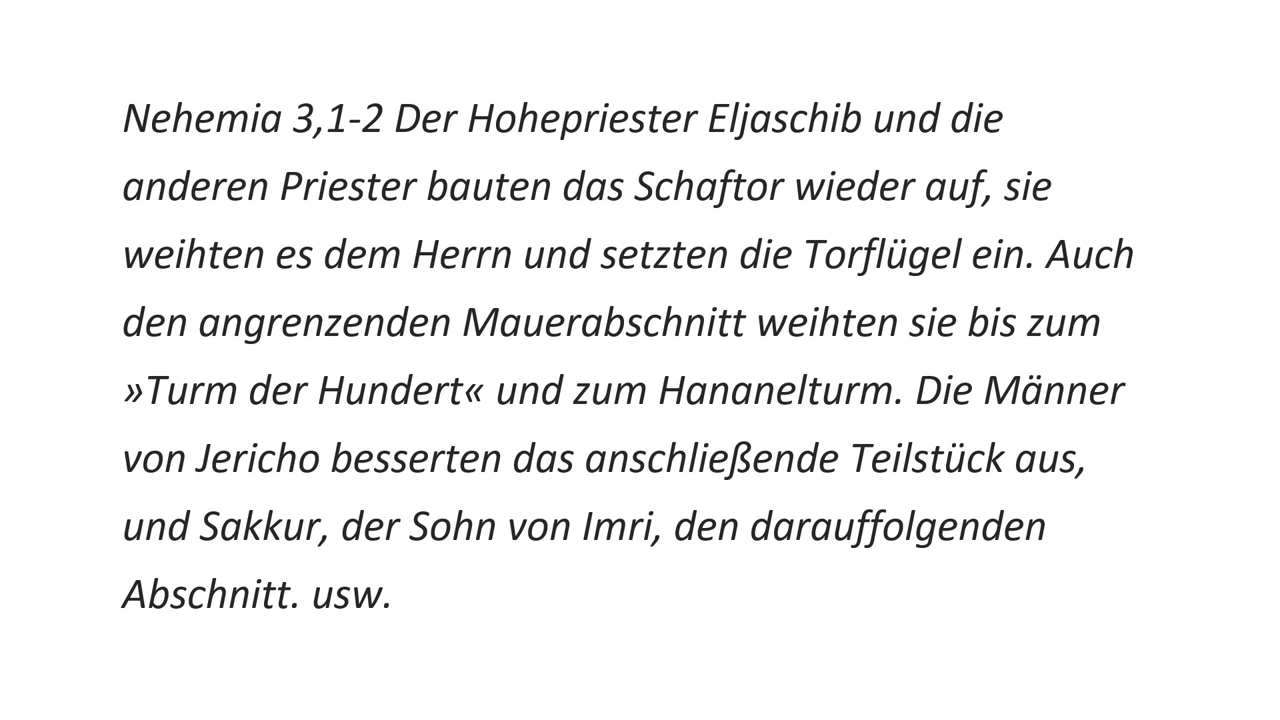 Nehemia 3,1-2 Der Hohepriester Eljaschib und die
anderen Priester bauten das Schaftor wieder auf, sie
weihten es dem Herrn und setzten die Torflügel ein. Auch
den angrenzenden Mauerabschnitt weihten sie bis zum
»Turm der Hundert« und zum Hananelturm. Die Männer
von Jericho besserten das anschließende Teilstück aus,
und Sakkur, der Sohn von Imri, den darauffolgenden
Abschnitt. usw.